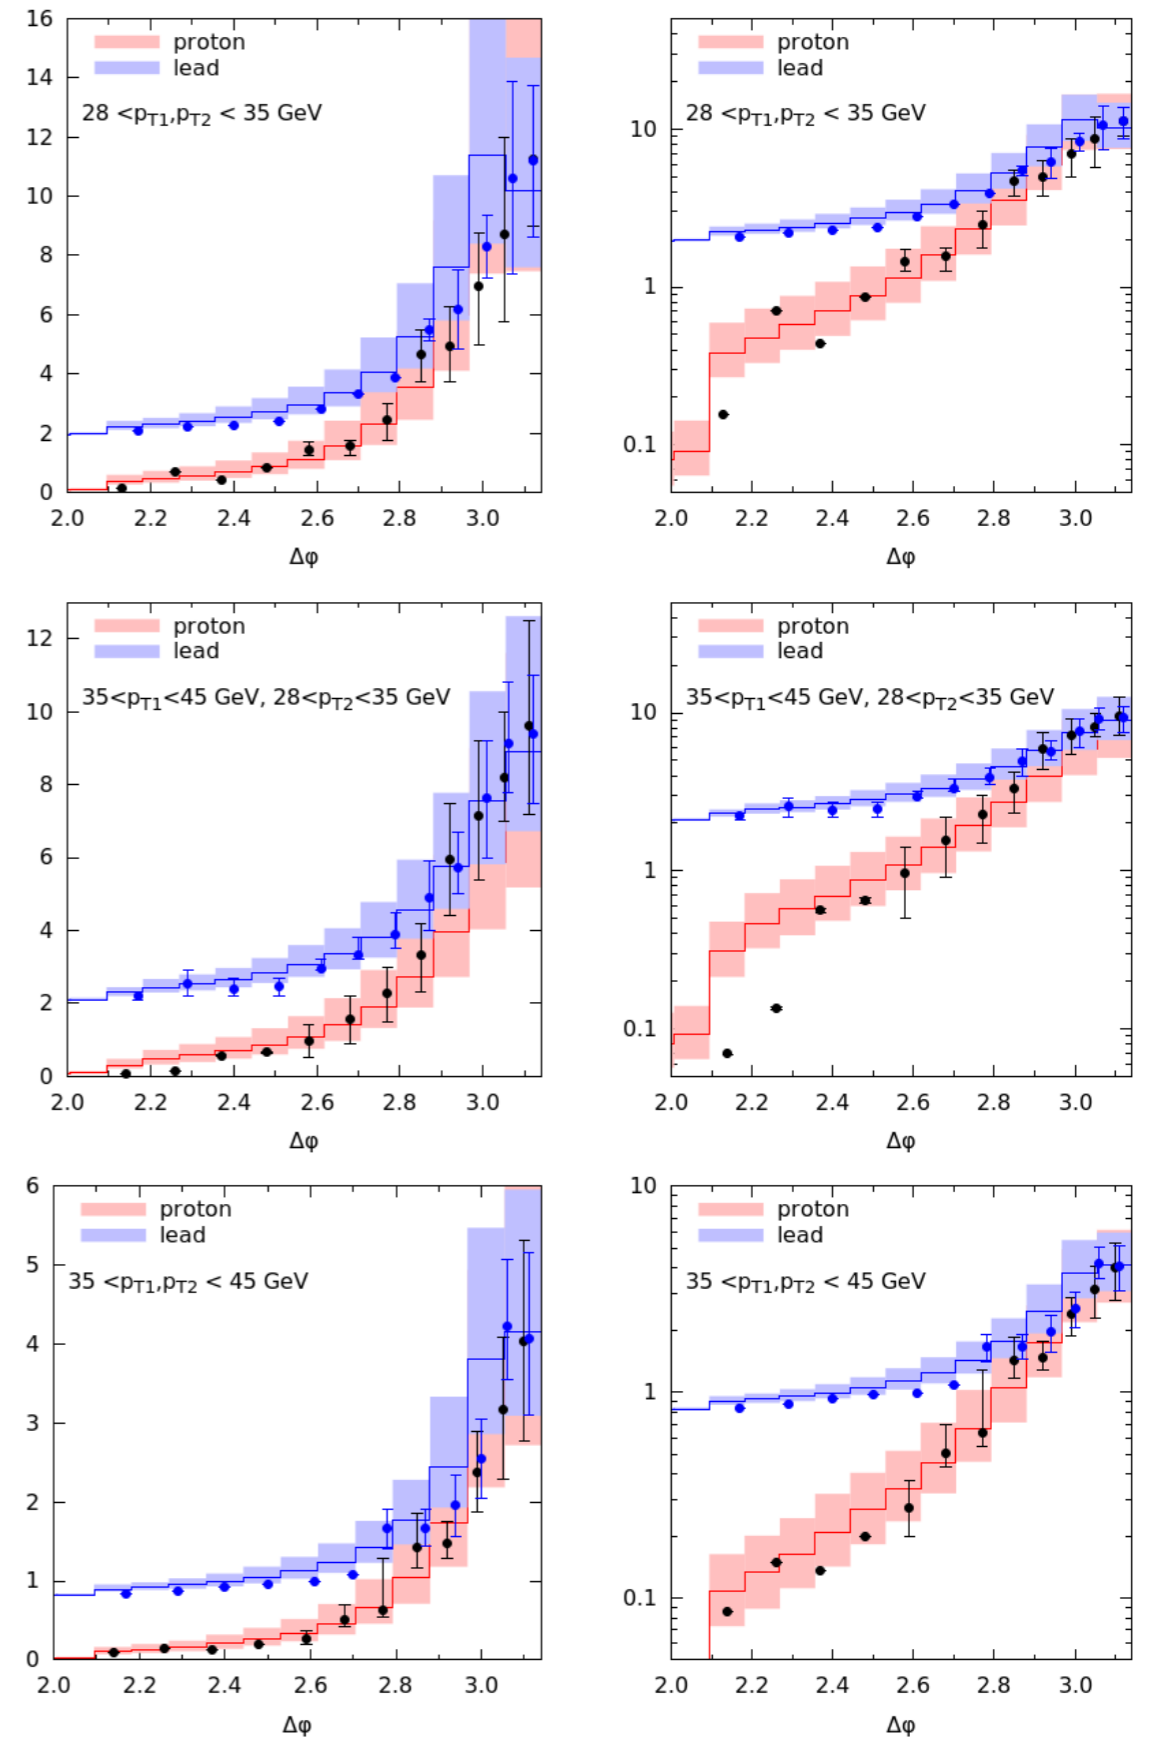 16
14
12
10
8
6
4
2
0
proton
lead
28 <pT1,pT2 < 35 GeV
2.0 2.2 2.4 2.6 2.8 3.0
Δφ
10
1
0.1
proton
lead
28 <pT1,pT2 < 35 GeV
2.0 2.2 2.4 2.6 2.8 3.0
Δφ
12
10
8
6
4
2
0
proton
lead
35<pT1<45 GeV, 28<pT2<35 GeV
2.0 2.2 2.4 2.6 2.8 3.0
Δφ
10
1
0.1
proton
lead
35<pT1<45 GeV, 28<pT2<35 GeV
2.0 2.2 2.4 2.6 2.8 3.0
Δφ
6
5
4
3
2
1
0
proton
lead
35 <pT1,pT2 < 45 GeV
2.0 2.2 2.4 2.6 2.8 3.0
Δφ
10
1
0.1
proton
lead
35 <pT1,pT2 < 45 GeV
2.0 2.2 2.4 2.6 2.8 3.0
Δφ